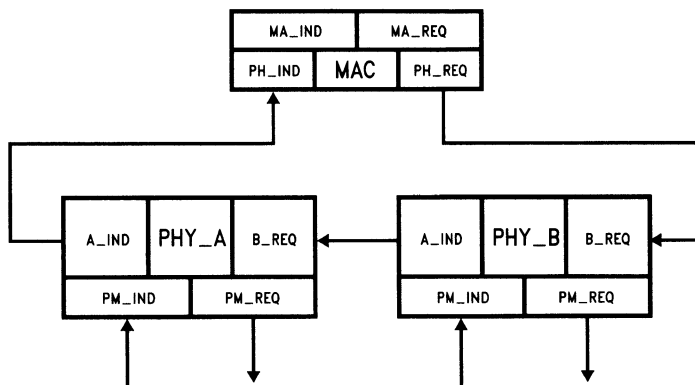 MA_IND MA_REQ
PH_IND MAC PH_REQ
A_IND PHY_A B_REQ A_IND PHY_B B_REQ
PM_IND PM_REQ PM_IND PM_REQ